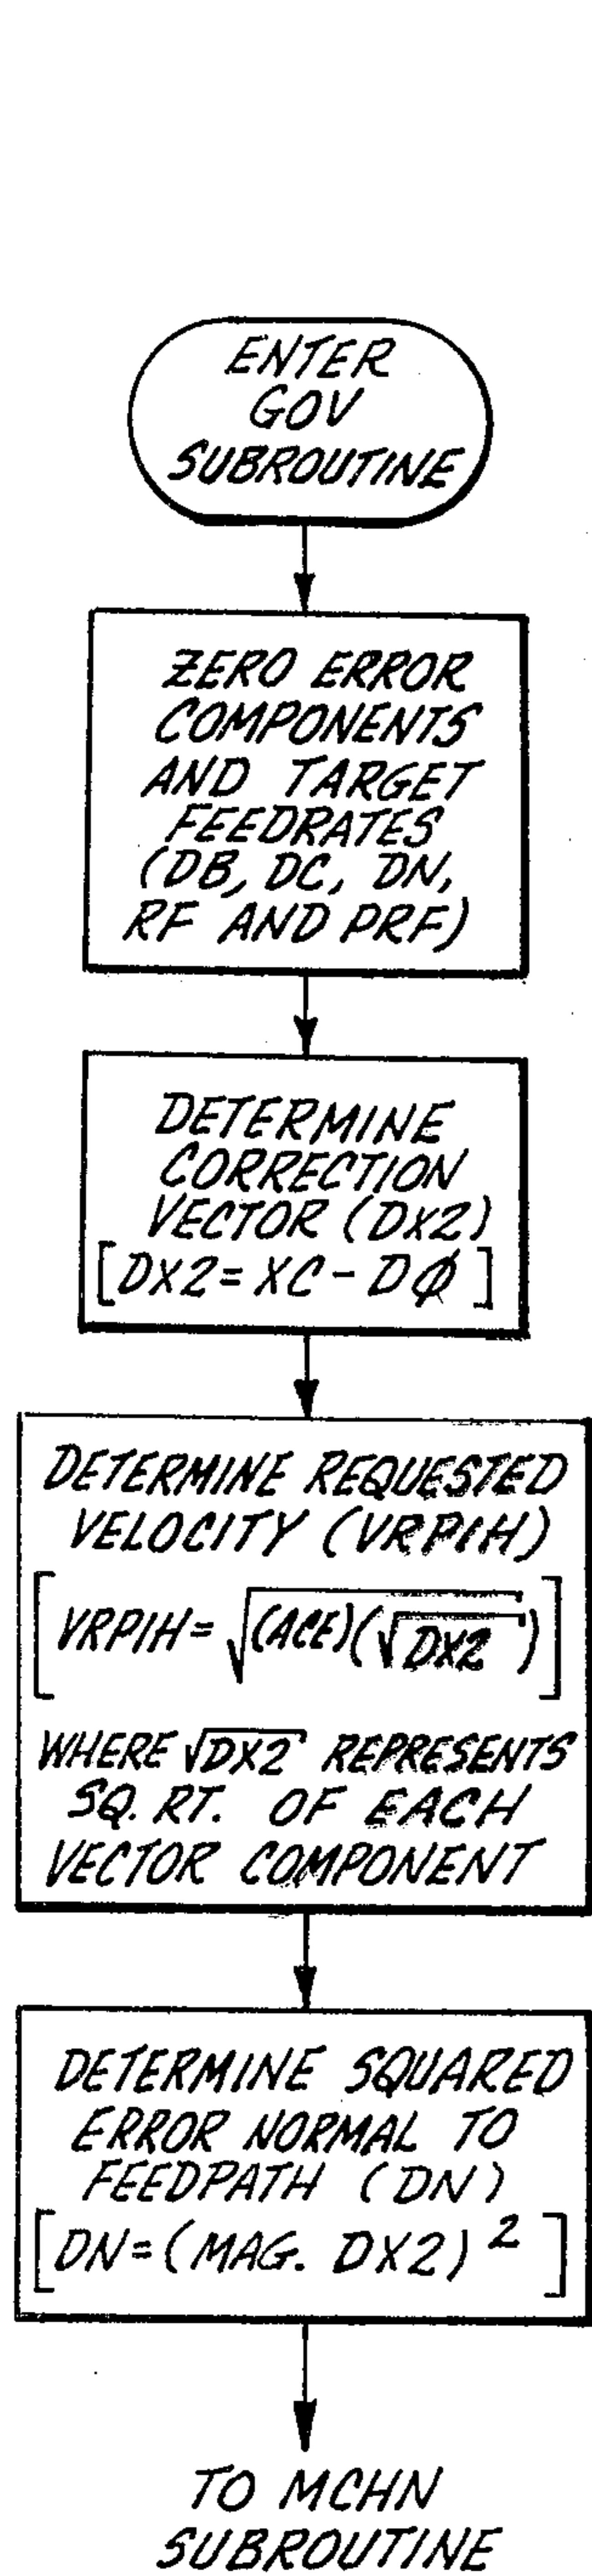 ENTER
GOV
SUBROUTINE
ZERO ERROR
COMPONENTS
AND TARGET
FEEDRATES
(DB, DC, DN,
RF AND PRF)
DETERMINE
CORRECTION
VECTOR (DX2)
[DX2 = XC - DØ]
DETERMINE REQUESTED
VELOCITY (VRPIH)
[VRPIH = √(ACE)(√DX2)]
WHERE √DX2 REPRESENTS
SQ. RT. OF EACH
VECTOR COMPONENT
DETERMINE SQUARED
ERROR NORMAL TO
FEEDPATH (DN)
[DN = (MAG. DX2)²]
TO MCHN
SUBROUTINE